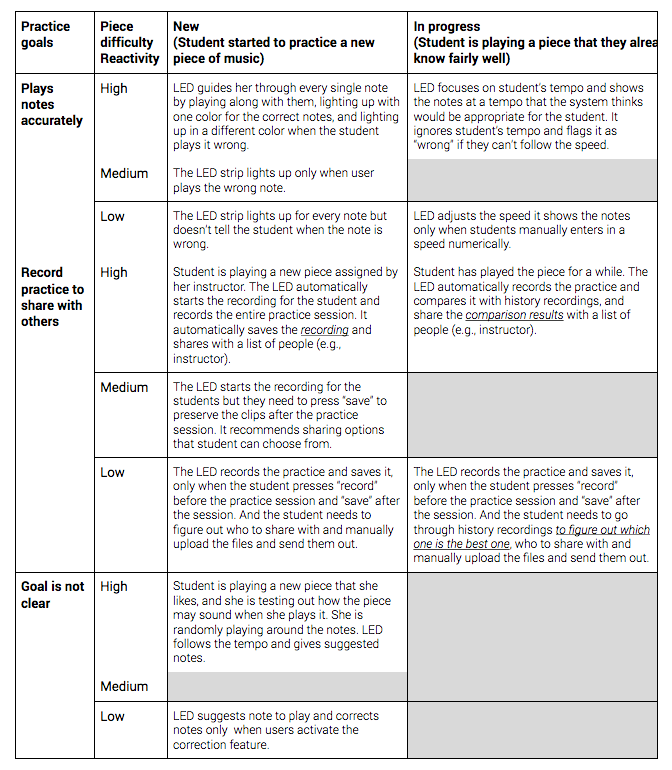 Practice goals
Piece difficulty Reactivity
New
(Student started to practice a new
piece of music)
In progress
(Student is playing a piece that they
know fairly well)
Plays
notes
accurately
High
LED guides her through every single note
by playing along with them, lighting up with
one color for the correct notes, and lighting
up in a different color when the student
plays it wrong.
LED focuses on student's tempo and shows
the notes at a tempo that the system thinks
would be appropriate for the student. It
ignores student's tempo and flags it as
"wrong" if they can't follow the speed.
Medium
The LED strip lights up only when user
plays the wrong note.
Low
The LED strip lights up for every note but
doesn't tell the student when the note is
wrong.
LED adjusts the speed it shows the notes
only when students manually enters in a
speed numerically.
Record
practice to
share with
others
High
Student is playing a new piece assigned by
her instructor. The LED automatically
starts the recording for the student and
records the entire practice session. It
automatically saves the recording and
shares with a list of people (e.g.,
instructor).
Student has played the piece for a while. The
LED automatically records the practice and
compares it with history recordings, and
share the comparison results with a list of
people (e.g., instructor).
Medium
The LED starts the recording for the
students but they need to press "save" to
preserve the clips after the practice
session. It recommends sharing options
that student can choose from.
Low
The LED records the practice and saves it,
only when the student presses "record"
before the practice session and "save" after
the session. And the student needs to
figure out who to share with and manually
upload the files and send them out.
The LED records the practice and saves it,
only when the student presses "record"
before the practice session and "save" after
the session. And the student needs to go
through history recordings to figure out which
one is the best one, who to share with and
manually upload the files and send them out.
Goal is not
clear
High
Student is playing a new piece that she
likes, and she is testing out how the piece
may sound when she plays it. She is
randomly playing around the notes. LED
follows the tempo and gives suggested
notes.
Medium
Low
LED suggests note to play and corrects
notes only when users activate the
correction feature.